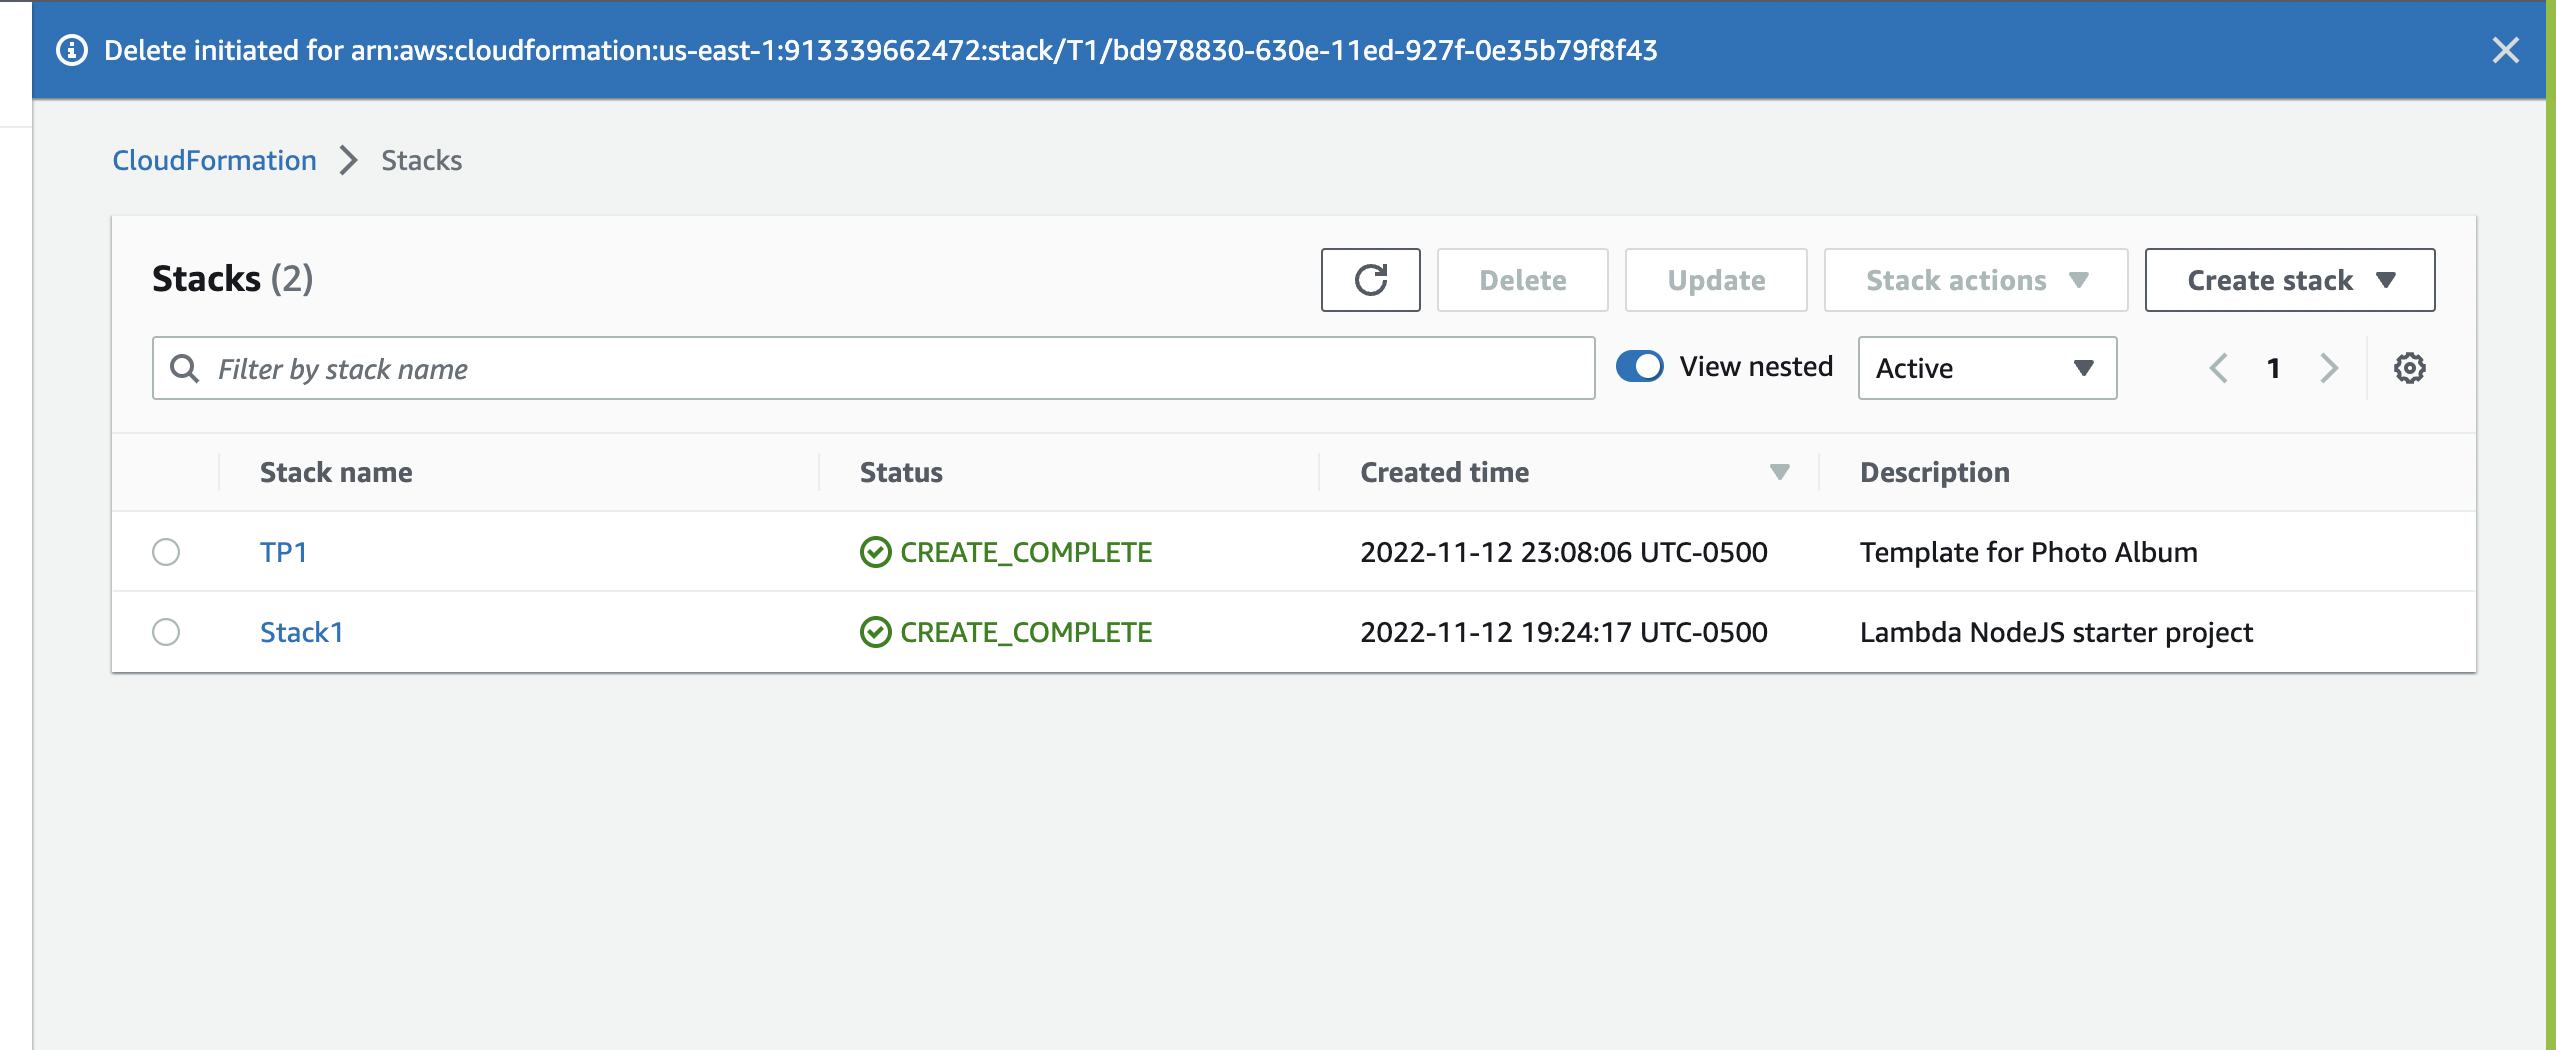 Delete initiated for arn:aws:cloudformation:us-east-1:913339662472:stack/T1/bd978830-630e-11ed-927f-0e35b79f8f43
CloudFormation > Stacks
Stacks (2)
Delete
Update
Stack actions
Create stack
Filter by stack name
View nested
Active
1
Stack name Status Created time Description
TP1 CREATE_COMPLETE 2022-11-12 23:08:06 UTC-0500 Template for Photo Album
Stack1 CREATE_COMPLETE 2022-11-12 19:24:17 UTC-0500 Lambda NodeJS starter project